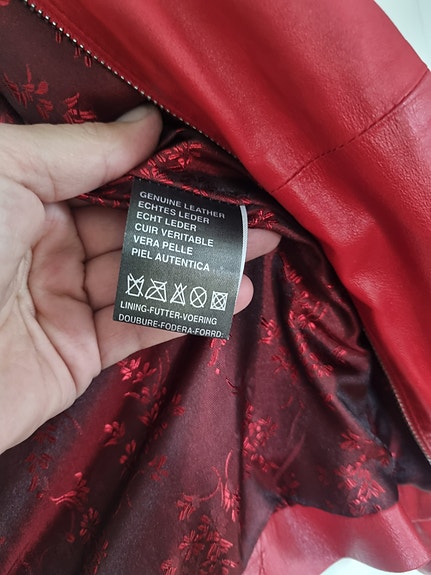 GENUINE LEATHER
ECHTES LEDER
ECHT LEDER
CUIR VERITABLE
VERA PELLE
PIEL AUTENTICA
LINING-FUTTER-VOERING
DOUBURE-FODERA-FORRO: